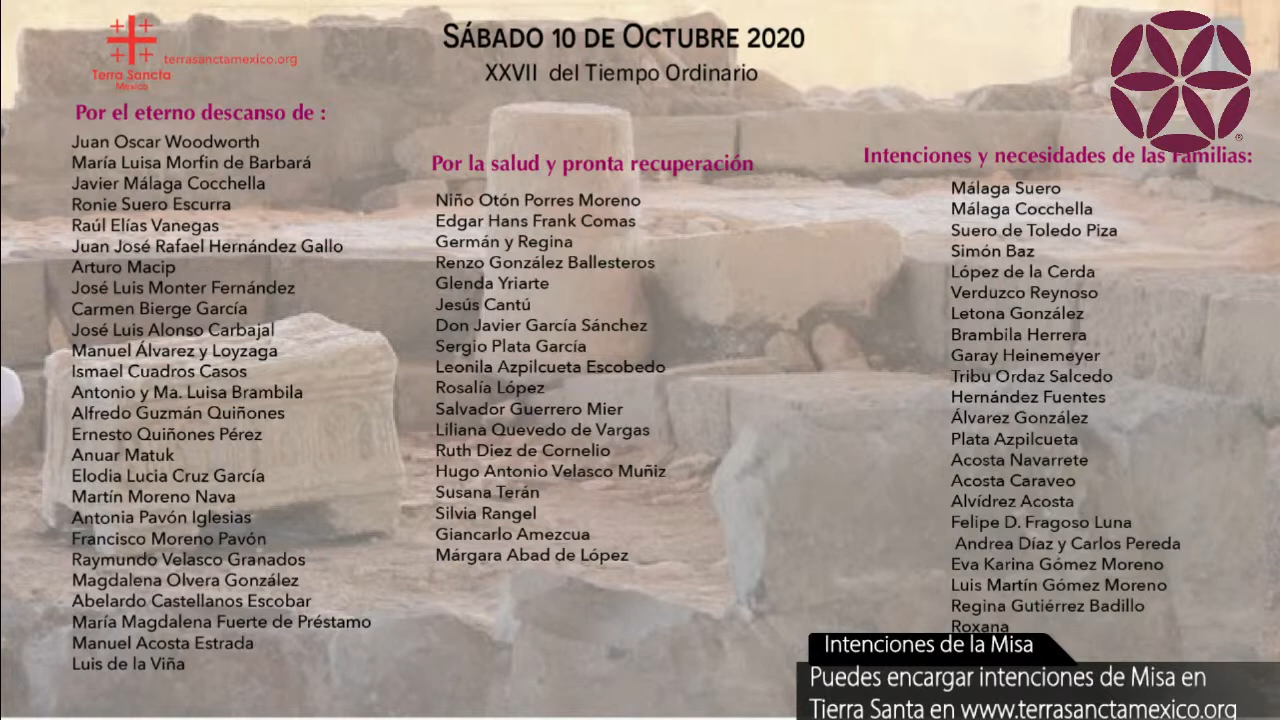 SÁBADO 10 DE OCTUBRE 2020
XXVII del Tiempo Ordinario
terrasanctamexico.org
Terra Sancta
Mexico
Por el eterno descanso de :
Juan Oscar Woodworth
María Luisa Morfin de Barbará
Javier Málaga Cocchella
Ronie Suero Escurra
Raúl Elías Vanegas
Juan José Rafael Hernández Gallo
Arturo Macip
José Luis Monter Fernández
Carmen Bierge García
José Luis Alonso Carbajal
Manuel Álvarez y Loyzaga
Ismael Cuadros Casos
Antonio y Ma. Luisa Brambila
Alfredo Guzmán Quiñones
Ernesto Quiñones Pérez
Anuar Matuk
Elodia Lucia Cruz García
Martín Moreno Nava
Antonia Pavón Iglesias
Francisco Moreno Pavón
Raymundo Velasco Granados
Magdalena Olvera González
Abelardo Castellanos Escobar
María Magdalena Fuerte de Préstamo
Manuel Acosta Estrada
Luis de la Viña
Por la salud y pronta recuperación
Niño Otón Porres Moreno
Edgar Hans Frank Comas
Germán y Regina
Renzo González Ballesteros
Glenda Yriarte
Jesús Cantú
Don Javier García Sánchez
Sergio Plata García
Leonila Azpilcueta Escobedo
Rosalía López
Salvador Guerrero Mier
Liliana Quevedo de Vargas
Ruth Diez de Cornelio
Hugo Antonio Velasco Muñiz
Susana Terán
Silvia Rangel
Giancarlo Amezcua
Márgara Abad de López
Intenciones y necesidades de las Familias:
Málaga Suero
Málaga Cocchella
Suero de Toledo Piza
Simón Baz
López de la Cerda
Verduzco Reynoso
Letona González
Brambila Herrera
Garay Heinemeyer
Tribu Ordaz Salcedo
Hernández Fuentes
Álvarez González
Plata Azpilcueta
Acosta Navarrete
Acosta Caraveo
Alvídrez Acosta
Felipe D. Fragoso Luna
Andrea Díaz y Carlos Pereda
Eva Karina Gómez Moreno
Luis Martín Gómez Moreno
Regina Gutiérrez Badillo
Roxana
Intenciones de la Misa
Puedes encargar intenciones de Misa en
Tierra Santa en www.terrasanctamexico.org